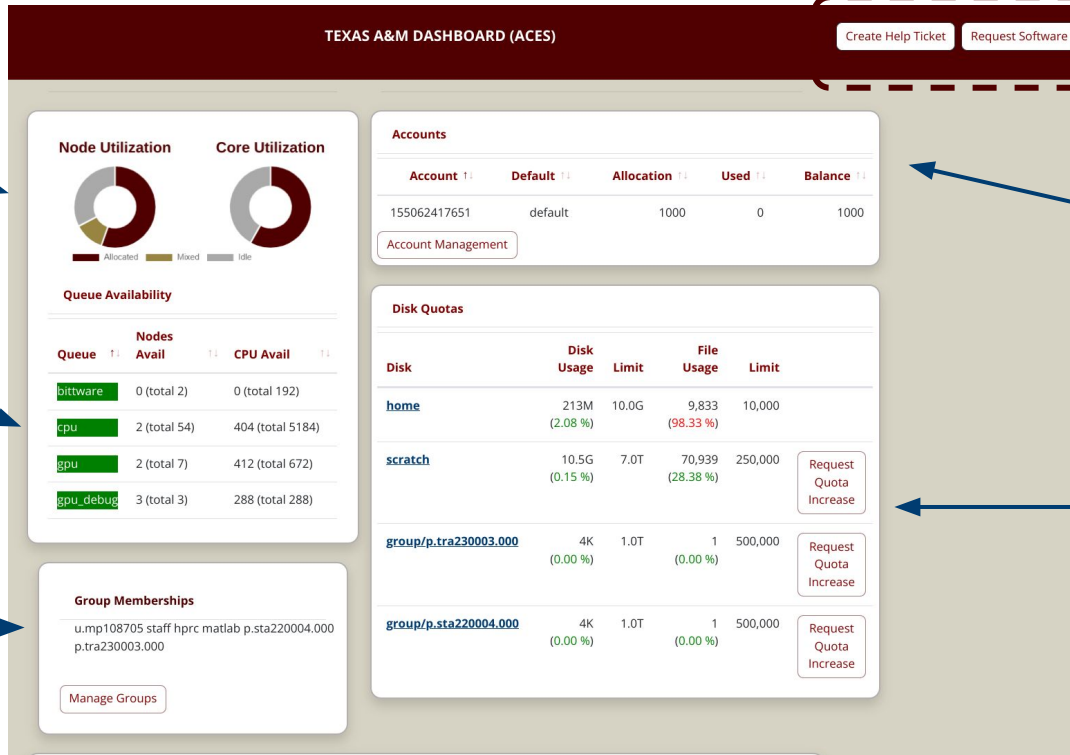 TEXAS A&M DASHBOARD (ACES)
Create Help Ticket
Request Software
Node Utilization
Core Utilization
Allocated
Mixed
Idle
Queue Availability
Queue ↑↓ Nodes Avail ↑↓ CPU Avail ↑↓
bittware 0 (total 2) 0 (total 192)
cpu 2 (total 54) 404 (total 5184)
gpu 2 (total 7) 412 (total 672)
gpu_debug 3 (total 3) 288 (total 288)
Group Memberships
u.mp108705 staff hprc matlab p.sta220004.000
p.tra230003.000
Manage Groups
Accounts
Account ↑↓ Default ↑↓ Allocation ↑↓ Used ↑↓ Balance ↑↓
155062417651 default 1000 0 1000
Account Management
Disk Quotas
Disk Disk Usage Limit File Usage Limit
home 213M 10.0G 9,833 10,000
(2.08 %) (98.33 %)
scratch 10.5G 7.0T 70,939 250,000
(0.15 %) (28.38 %)
Request
Quota
Increase
group/p.tra230003.000 4K 1.0T 1 500,000
(0.00 %) (0.00 %)
Request
Quota
Increase
group/p.sta220004.000 4K 1.0T 1 500,000
(0.00 %) (0.00 %)
Request
Quota
Increase